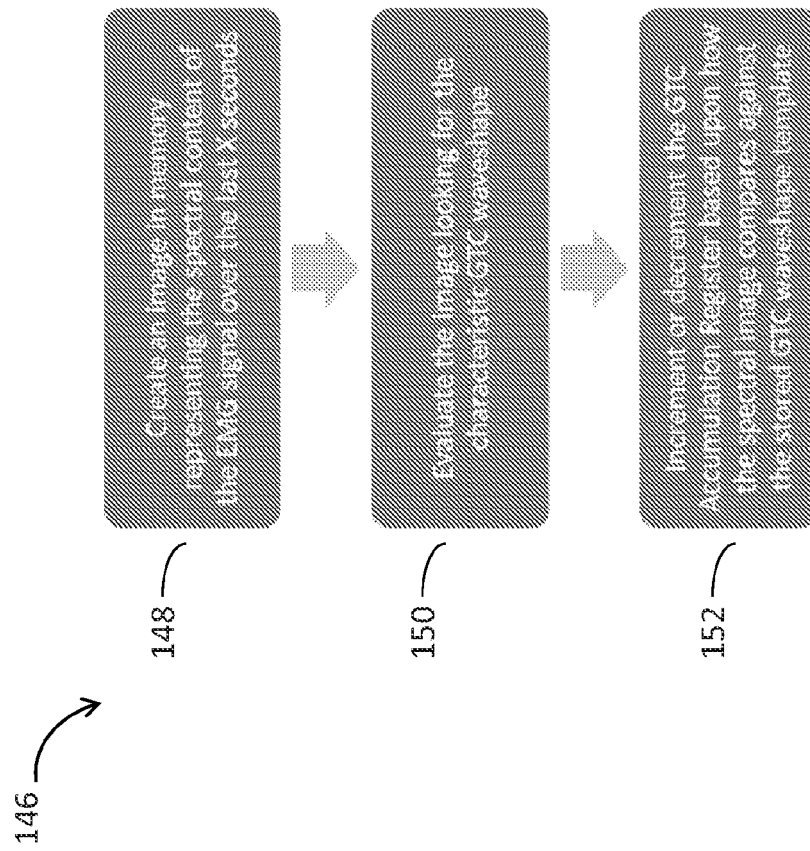 146
148
Create an image in memory
representing the spectral content of
the EMG signal over the last X seconds
150
Evaluate the Image looking for the
characteristic GTC waveshape
152
Increment or decrement the GTC
Accumulation Register based upon how
the spectral image compares against
the stored GTC waveshape template